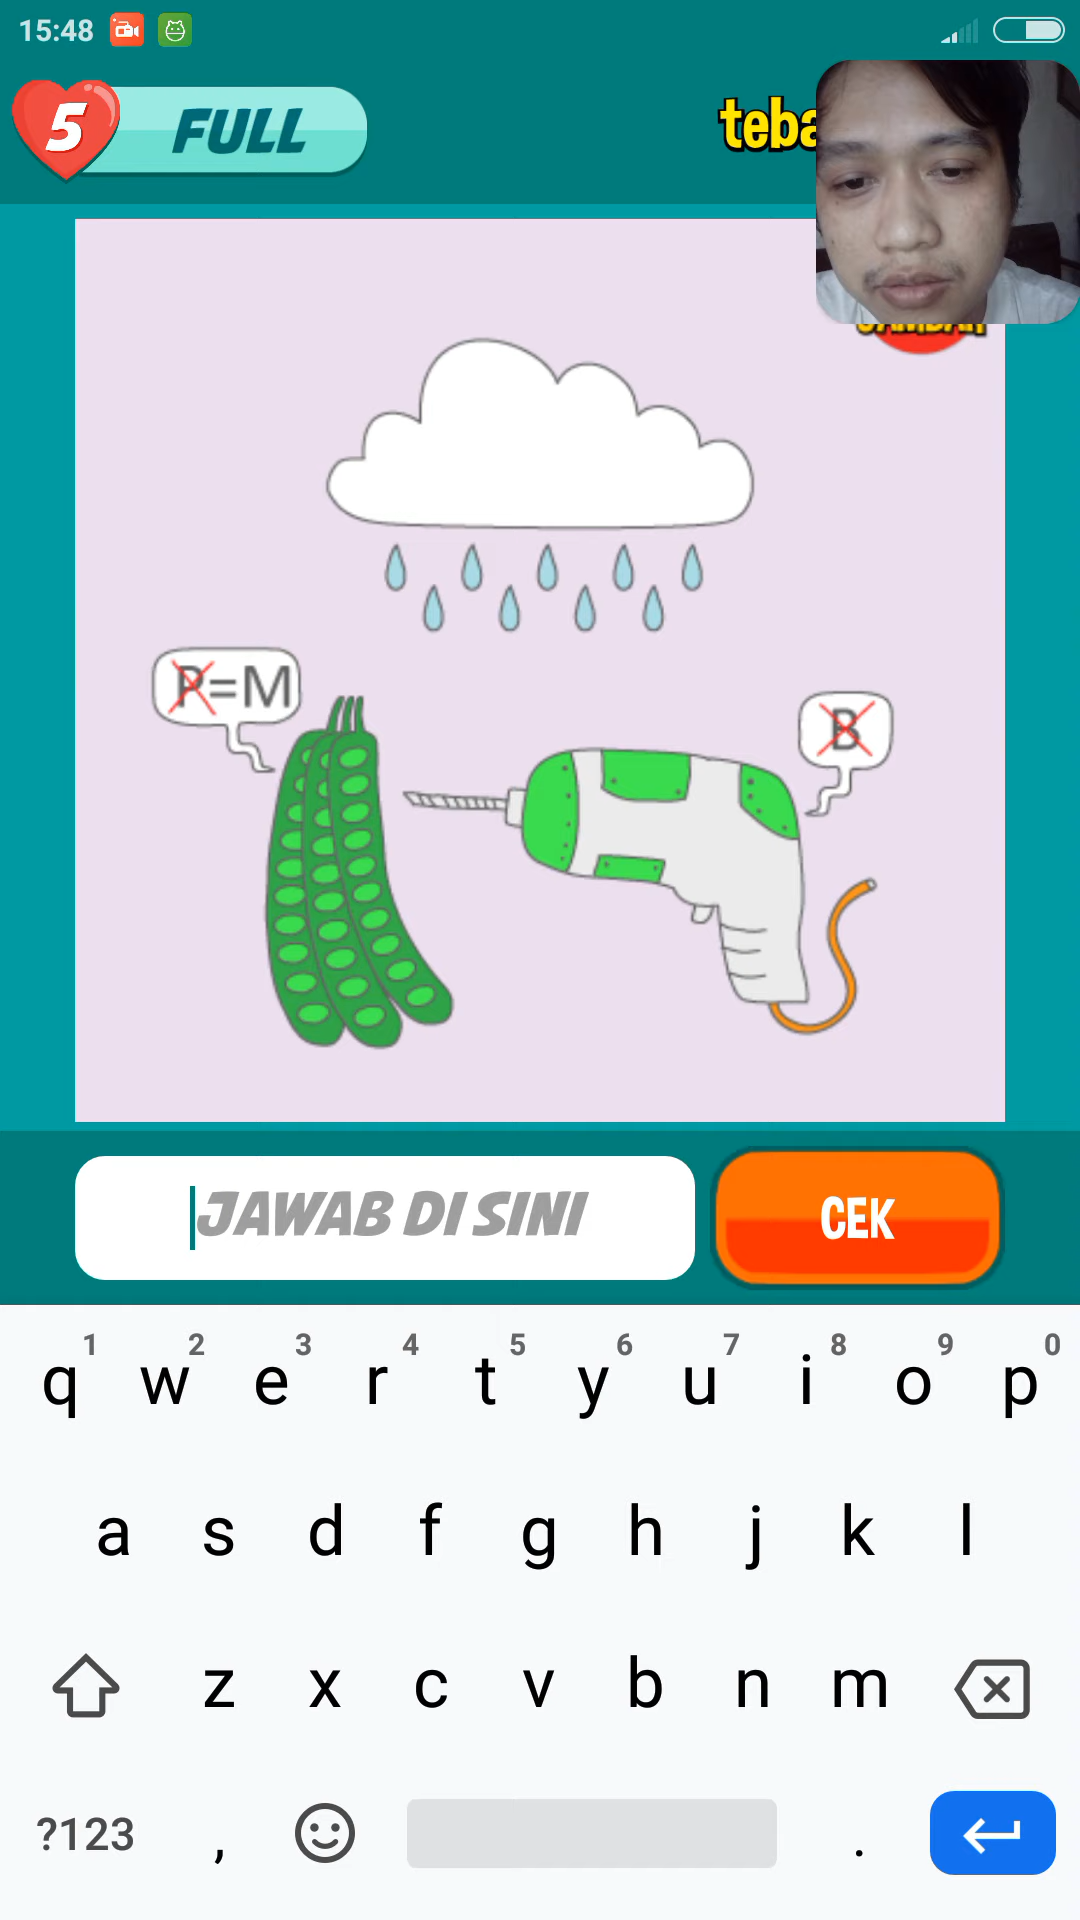 15:48
5 FULL
teba
GAMBAR
P=M
B
JAWAB DI SINI
CEK
1 2 3 4 5 6 7 8 9 0
q w e r t y u i o p
a s d f g h j k l
z x c v b n m
?123 , .